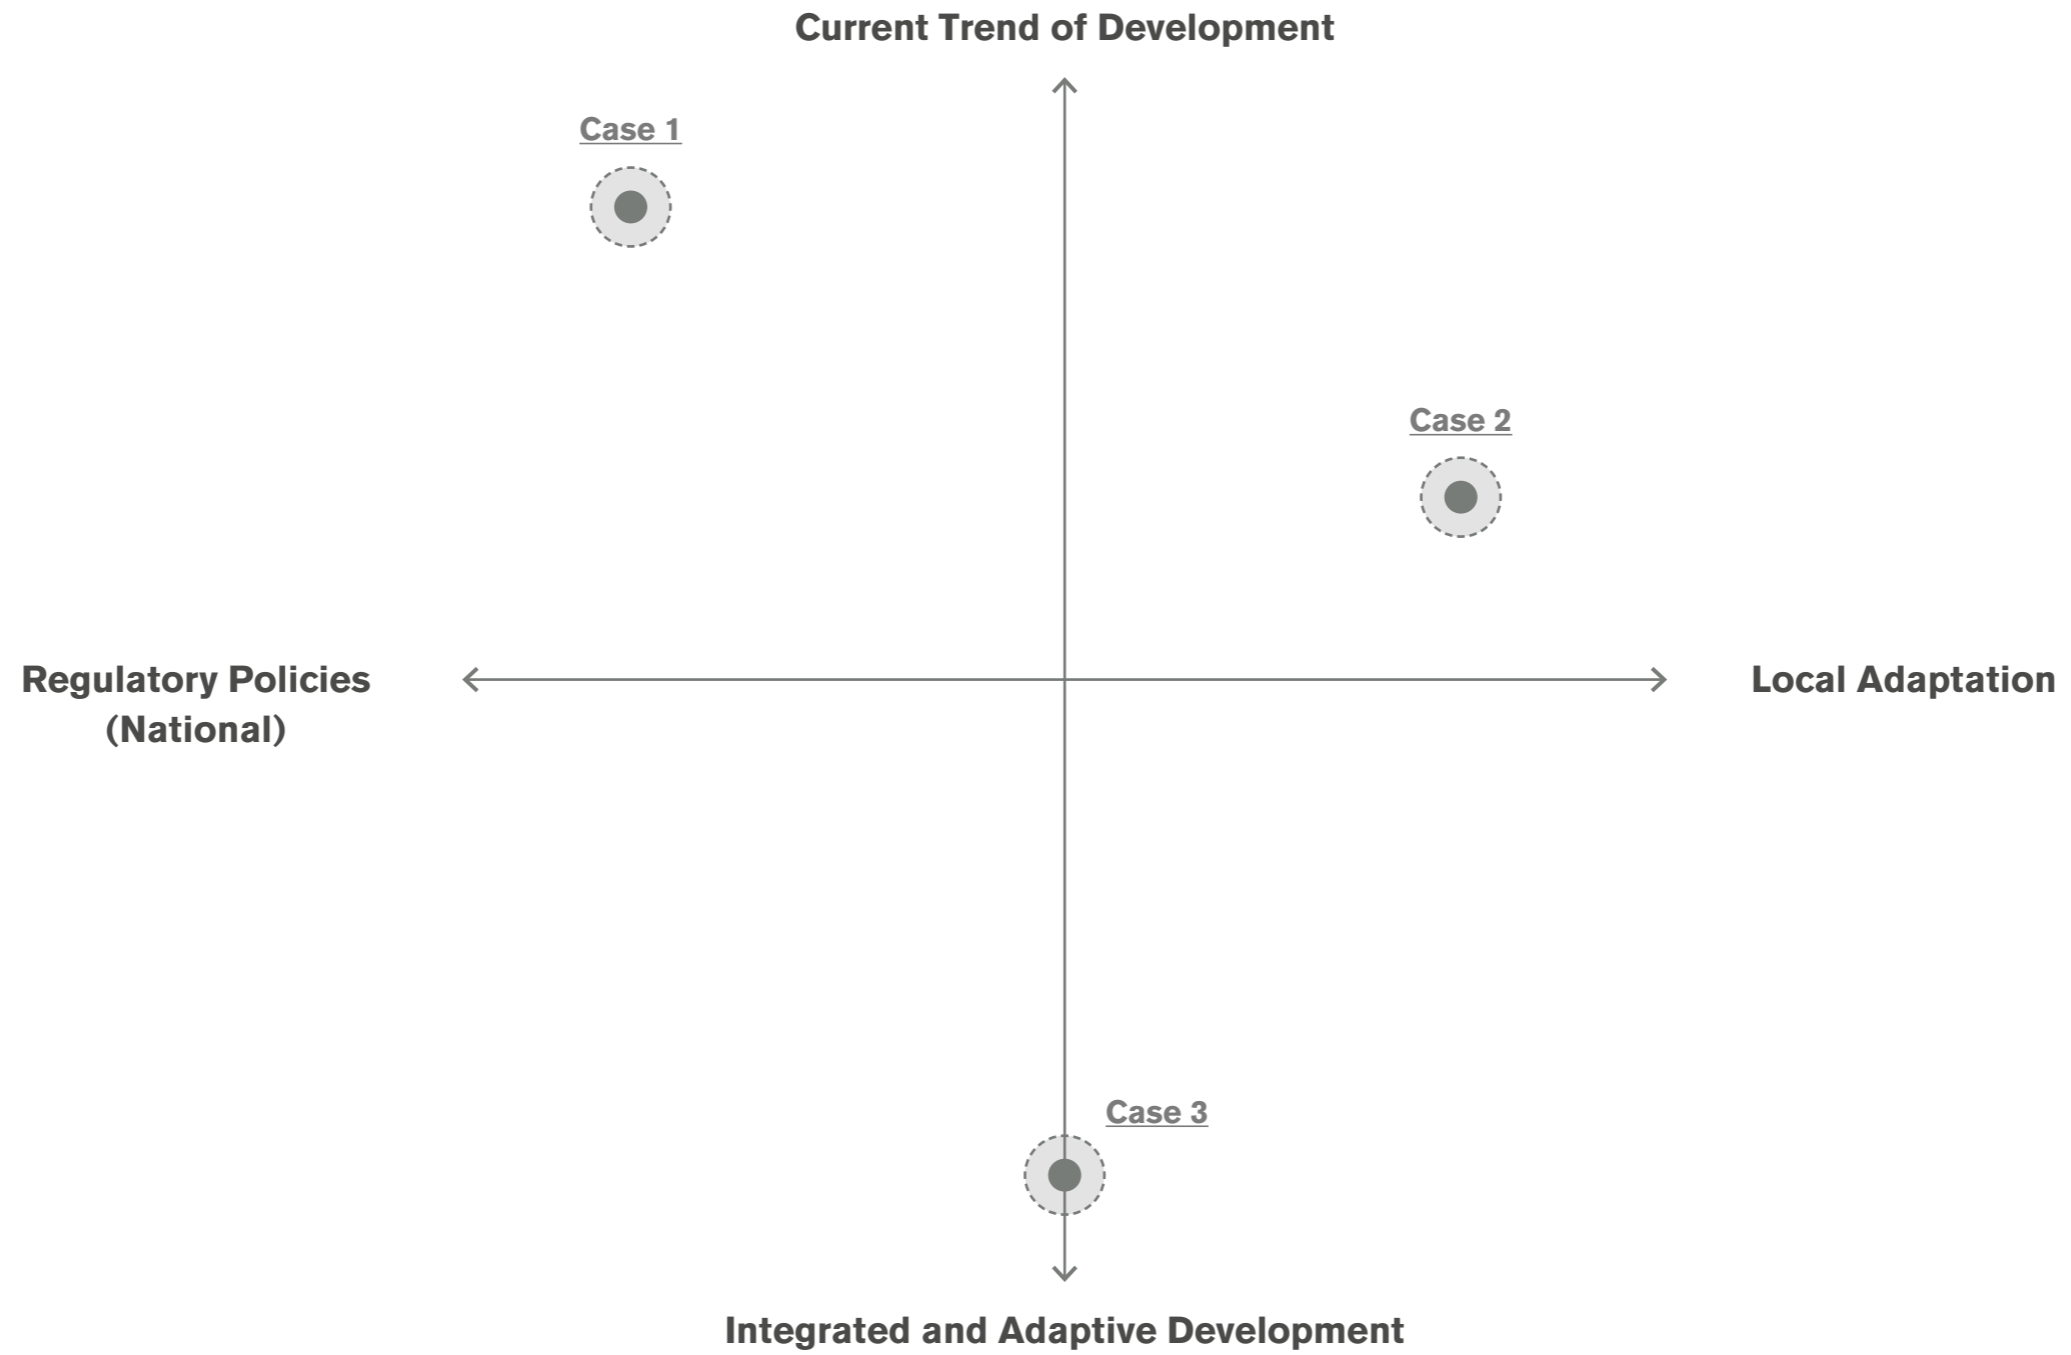 Current Trend of Development
Case 1
Case 2
Regulatory Policies
(National)
Local Adaptation
Case 3
Integrated and Adaptive Development